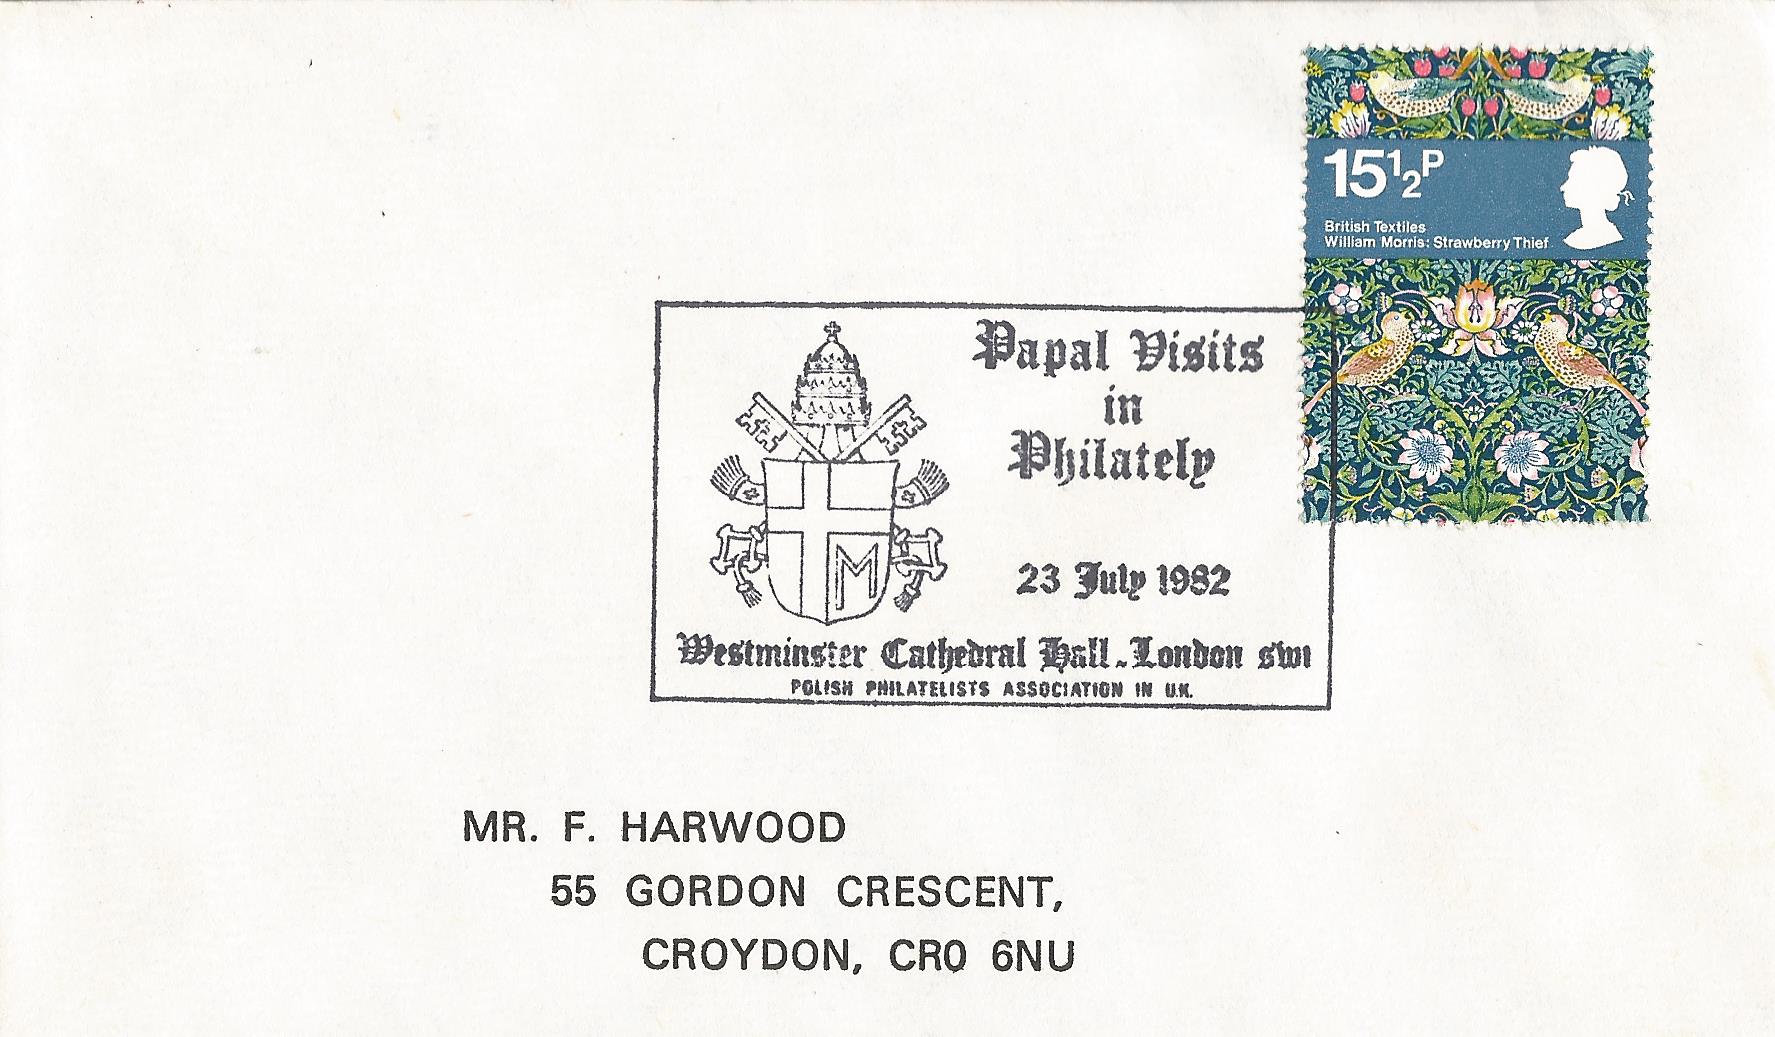 15½P
British Textiles
William Morris: Strawberry Thief
Papal Visits
in
Philately
M
23 July 1982
Westminster Cathedral Hall - London SW1
POLISH PHILATELISTS ASSOCIATION IN U.K.
MR. F. HARWOOD
55 GORDON CRESCENT,
CROYDON, CR0 6NU